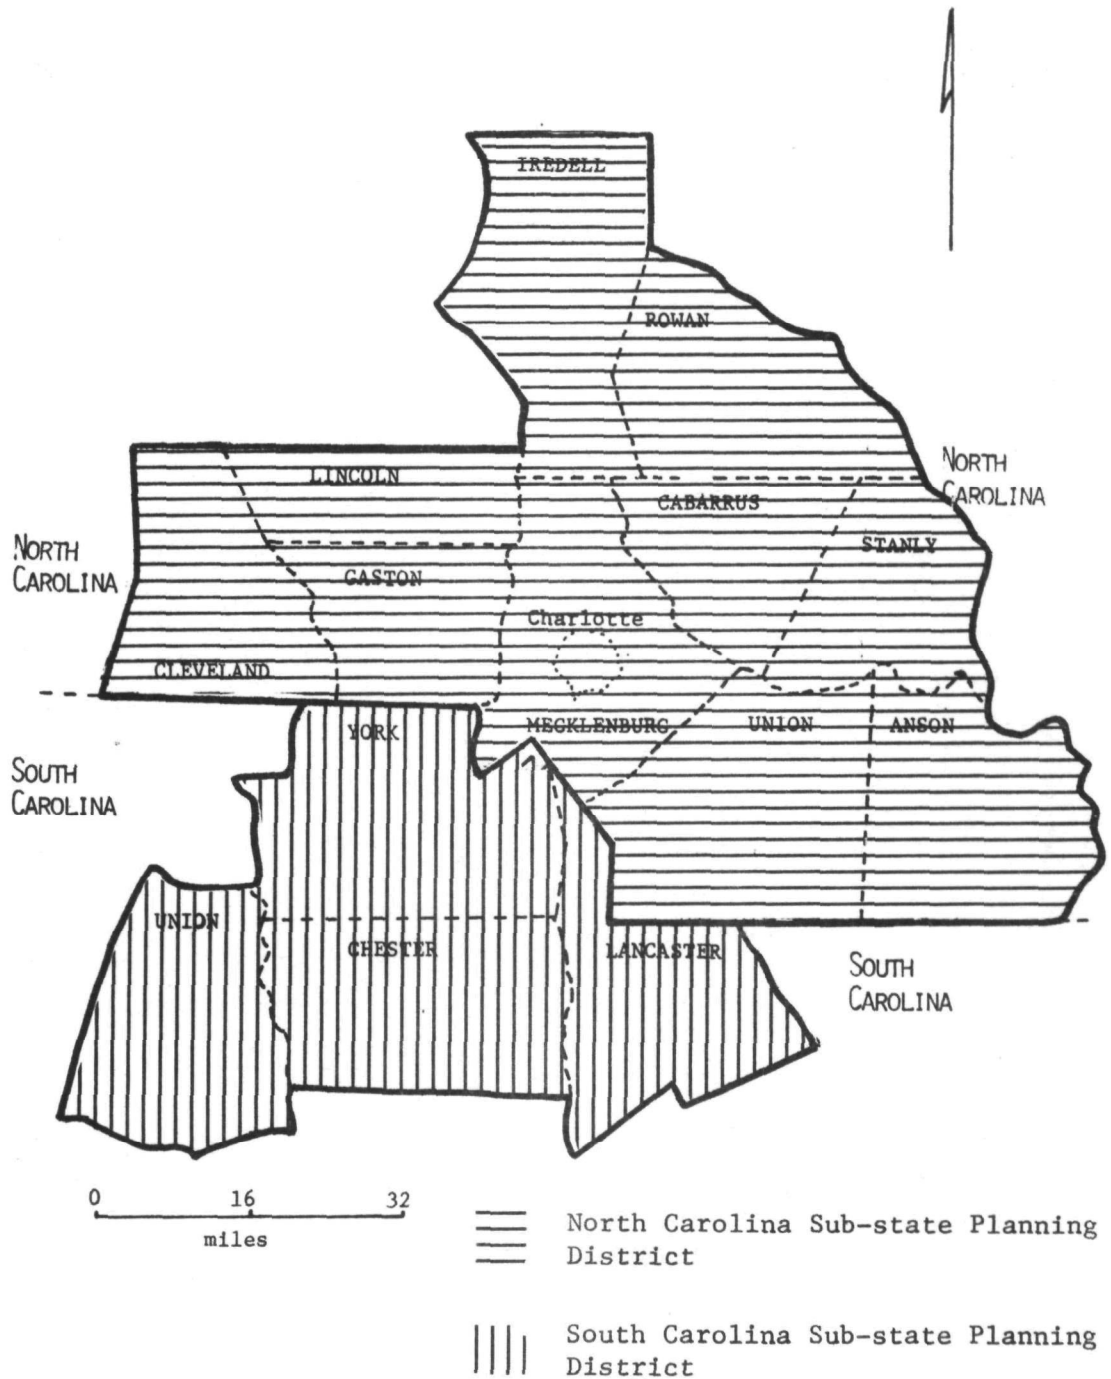 IREDELL
ROWAN
NORTH
CAROLINA
LINCOLN
CABARRUS
STANLY
NORTH
CAROLINA
GASTON
Charlotte
CLEVELAND
MECKLENBURG
UNION
ANSON
YORK
SOUTH
CAROLINA
UNION
CHESTER
LANCASTER
SOUTH
CAROLINA
0 16 32
miles
North Carolina Sub-state Planning
District
South Carolina Sub-state Planning
District